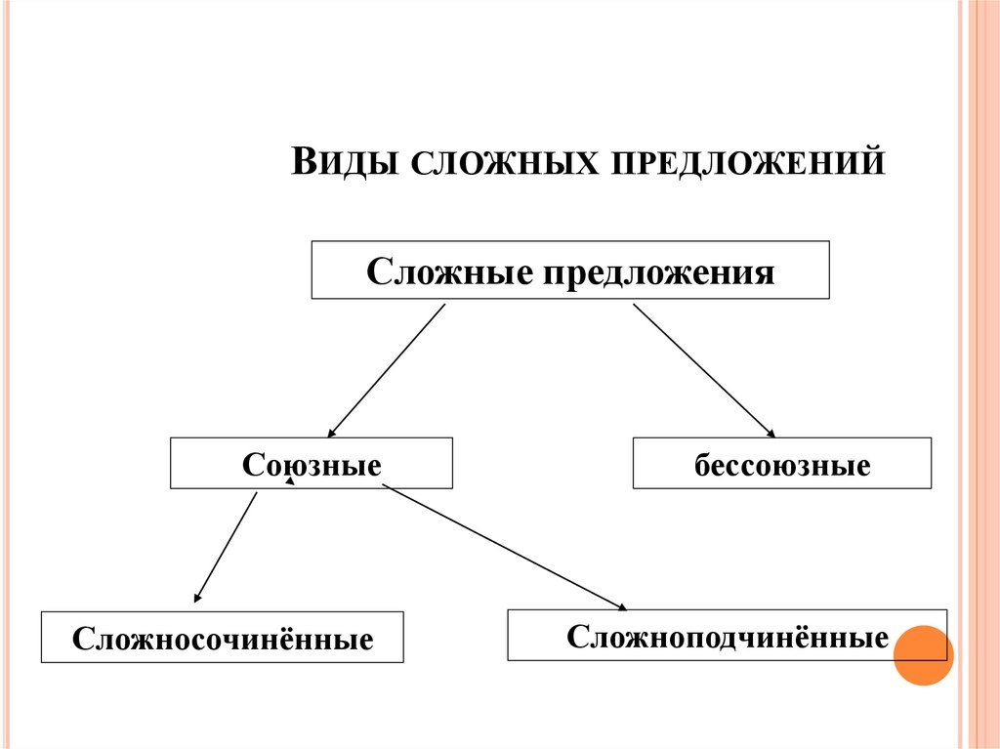 Виды сложных предложений
Сложные предложения
Союзные
бессоюзные
Сложносочинённые
Сложноподчинённые